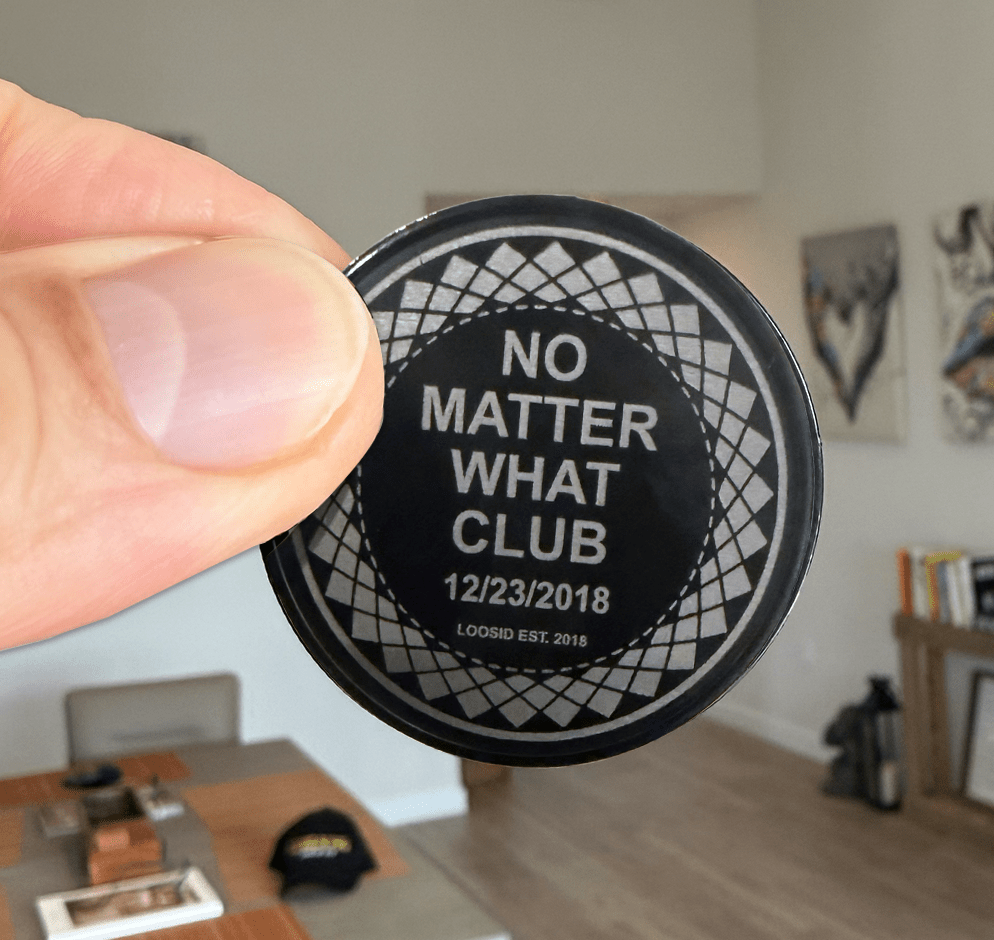 NO
MATTER
WHAT
CLUB
12/23/2018
LOOSID EST. 2018